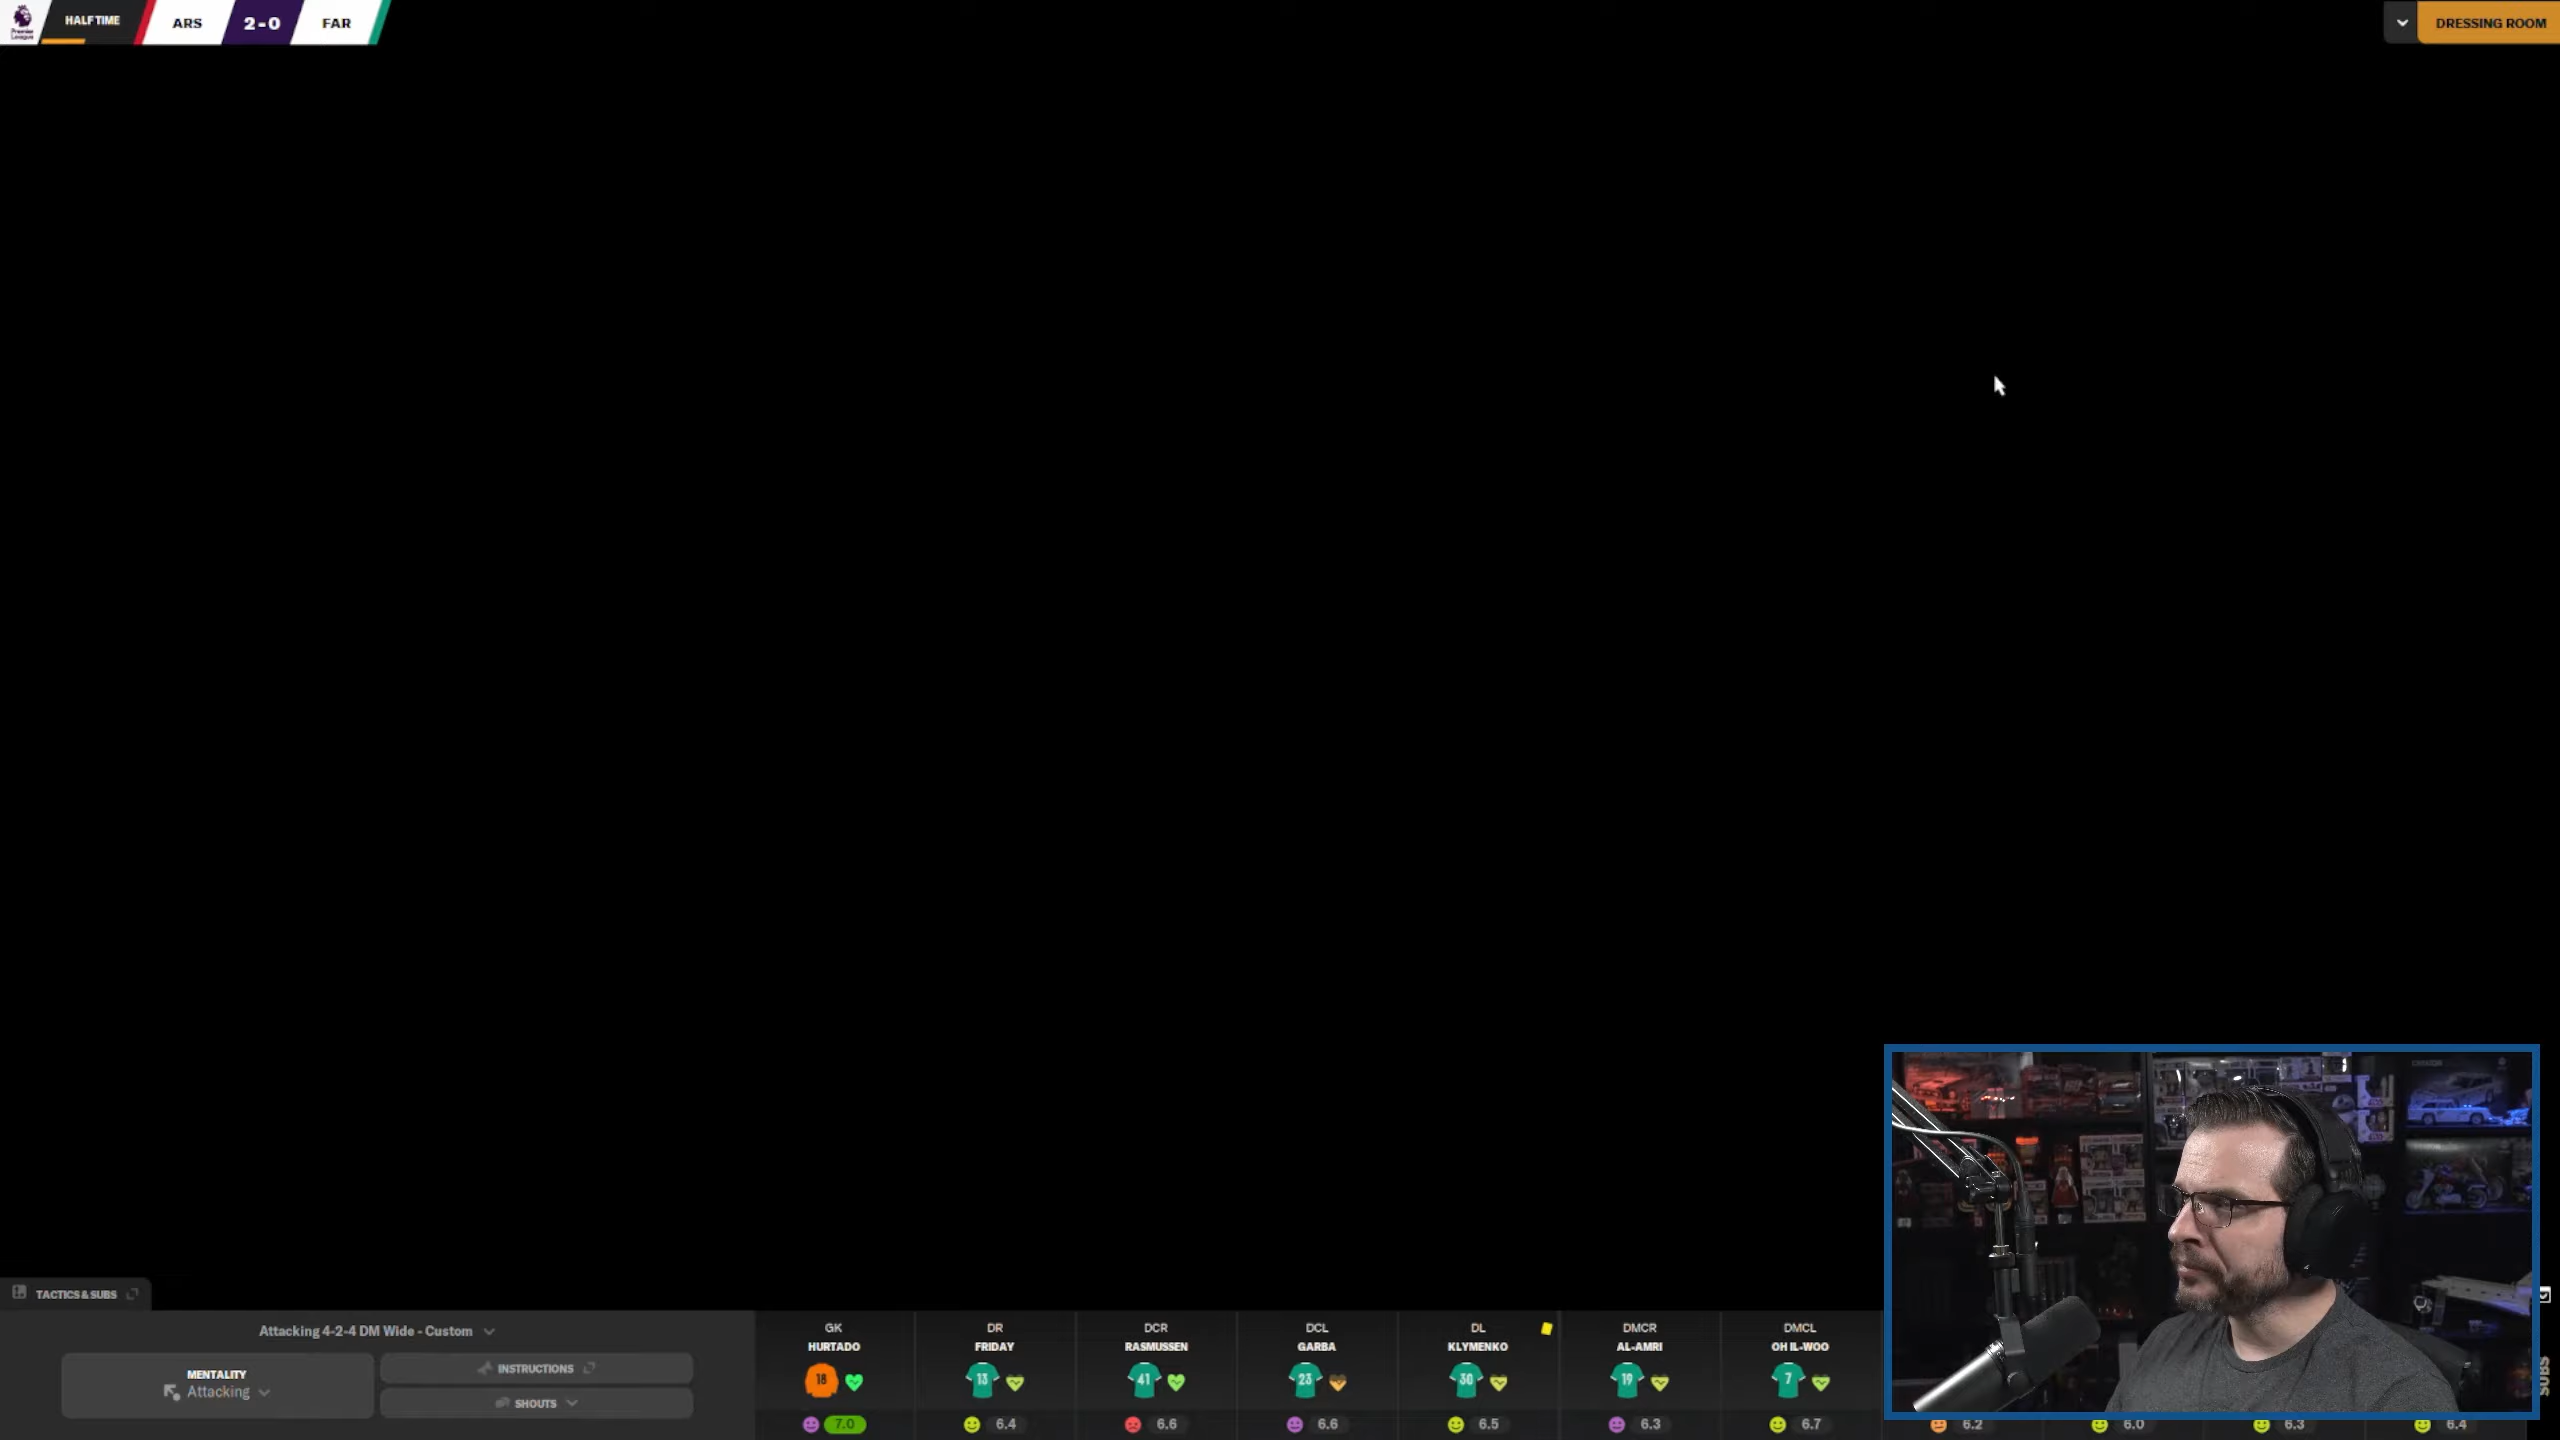 HALF TIME ARS 2 - 0 FAR
DRESSING ROOM
Premier League
TACTICS & SUBS
Attacking 4-2-4 DM Wide - Custom
MENTALITY
Attacking
INSTRUCTIONS
SHOUTS
GK DR DCR DCL DL DMCR DMCL
HURTADO FRIDAY RASMUSSEN GARBA KLYMENKO AL-AMRI OH IL-WOO
18 13 41 23 30 19 7
7.0 6.4 6.6 6.6 6.5 6.3 6.7 6.2 6.0 6.3 6.4
SUBS